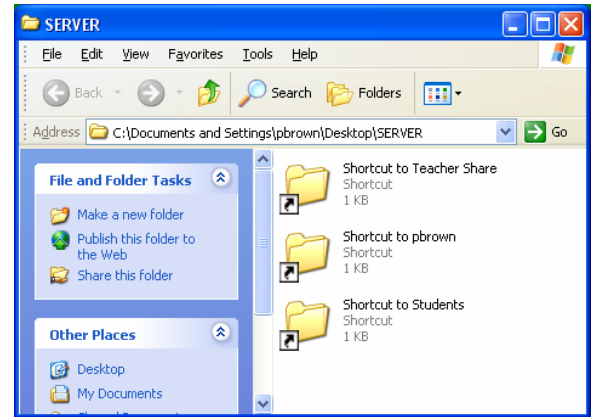 SERVER
File Edit View Favorites Tools Help
Back Search Folders
Address C:\Documents and Settings\pbrown\Desktop\SERVER Go
File and Folder Tasks
Make a new folder
Publish this folder to
the Web
Share this folder
Other Places
Desktop
My Documents
Shortcut to Teacher Share
Shortcut
1 KB
Shortcut to pbrown
Shortcut
1 KB
Shortcut to Students
Shortcut
1 KB